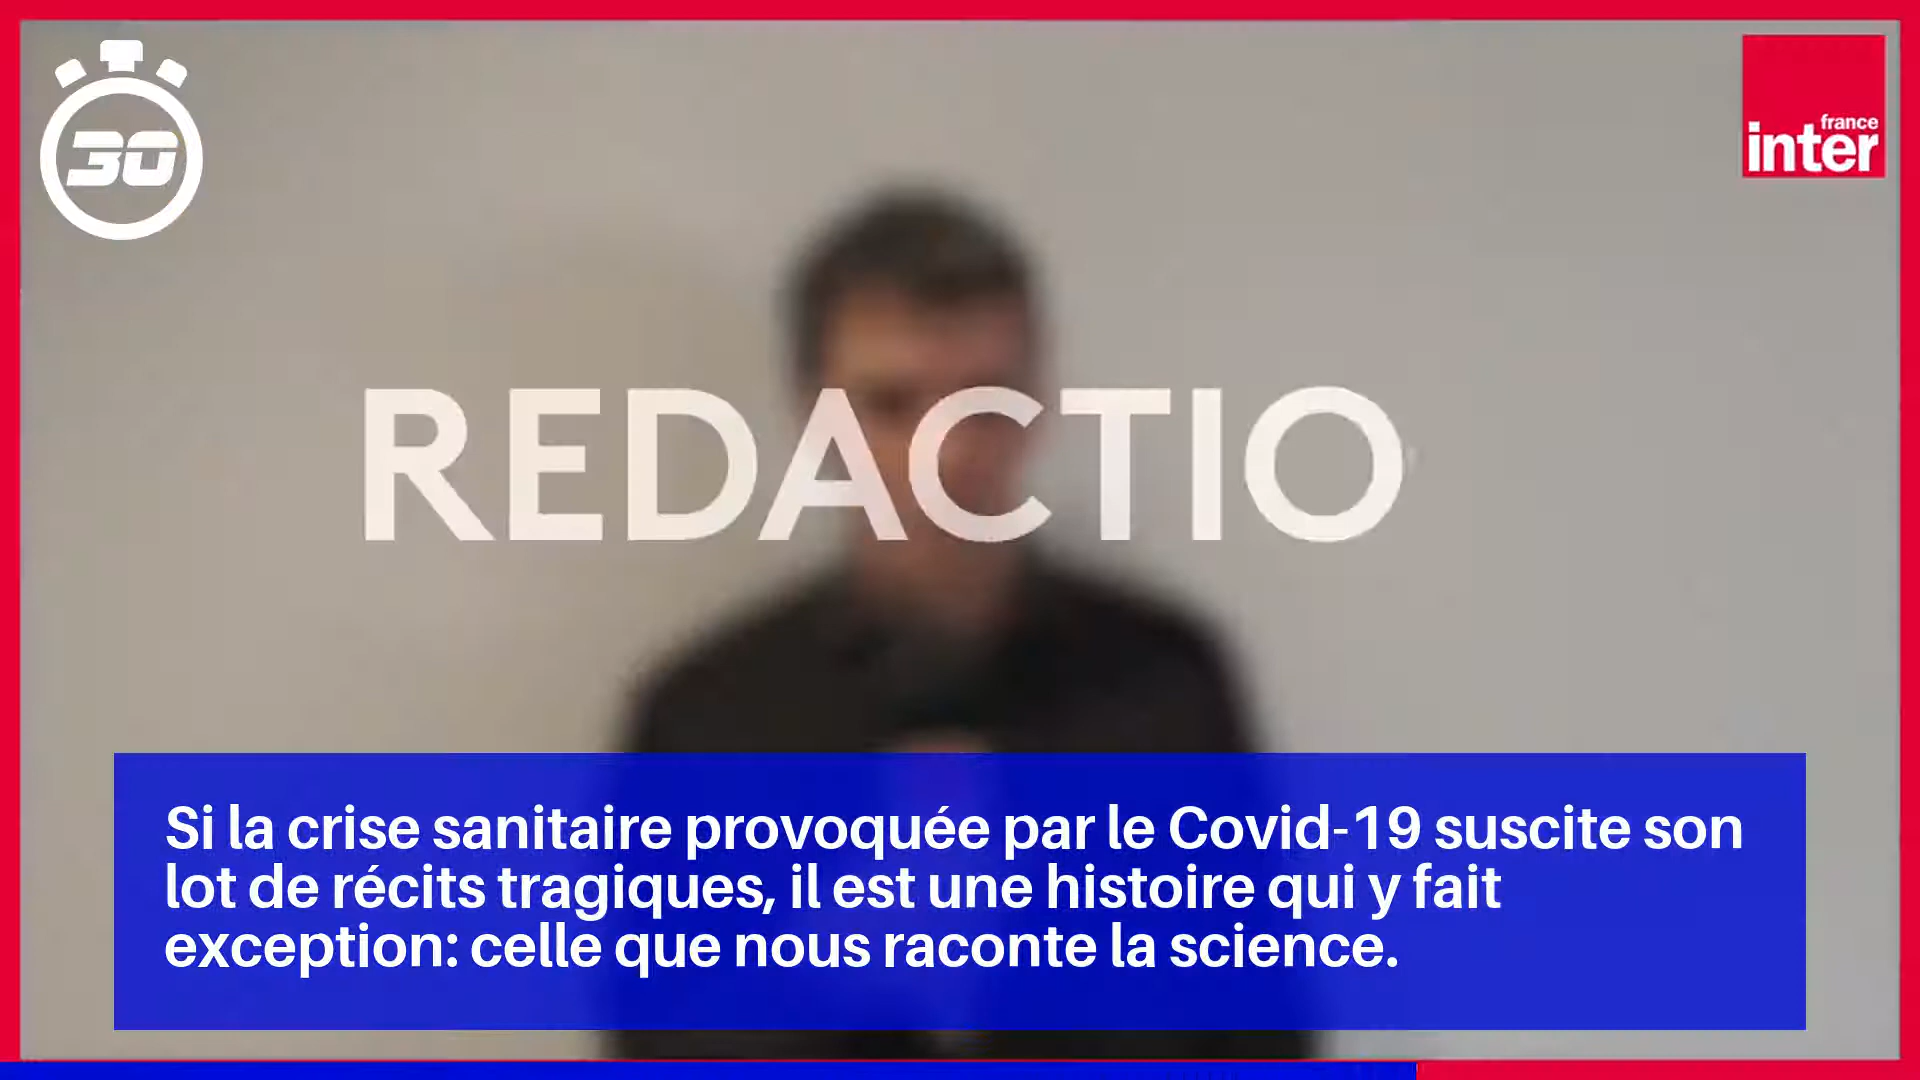 30
france
inter
REDACTIO
Si la crise sanitaire provoquée par le Covid-19 suscite son
lot de récits tragiques, il est une histoire qui y fait
exception: celle que nous raconte la science.